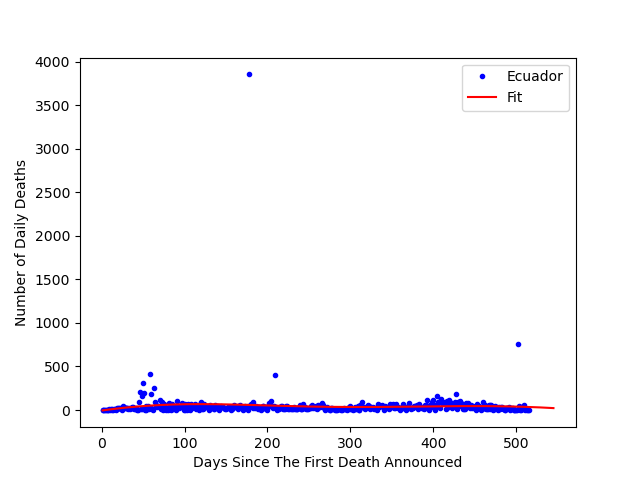 Ecuador
Fit
4000
3500
3000
2500
2000
1500
1000
500
0
Number of Daily Deaths
0 100 200 300 400 500
Days Since The First Death Announced